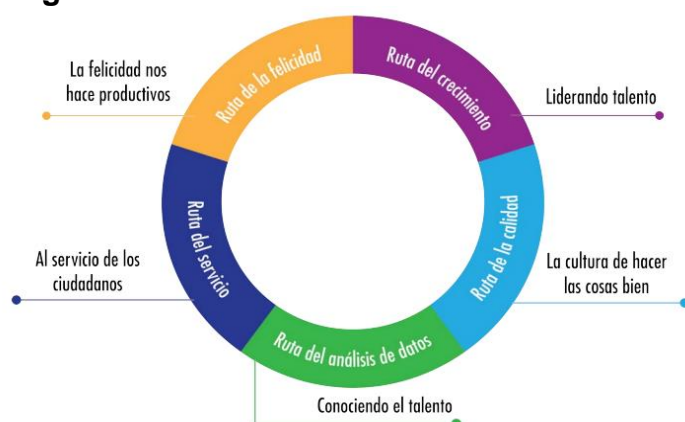 La felicidad nos
hace productivos
Ruta de la felicidad
Ruta del crecimiento
Liderando talento
Al servicio de los
ciudadanos
Ruta del servicio
Ruta de la calidad
La cultura de hacer
las cosas bien
Ruta del análisis de datos
Conociendo el talento